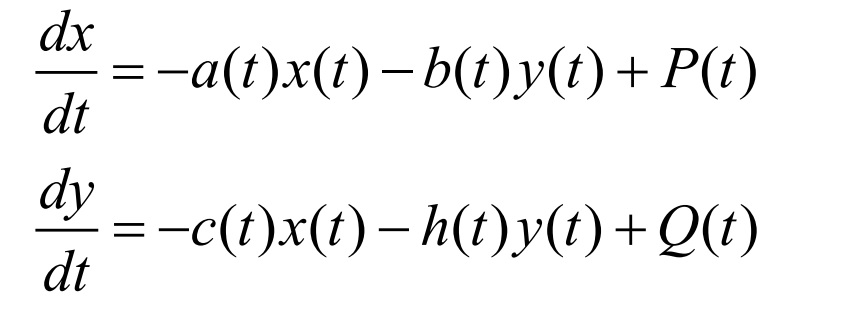 dx/dt = −a(t)x(t) − b(t)y(t) + P(t)
dy/dt = −c(t)x(t) − h(t)y(t) + Q(t)